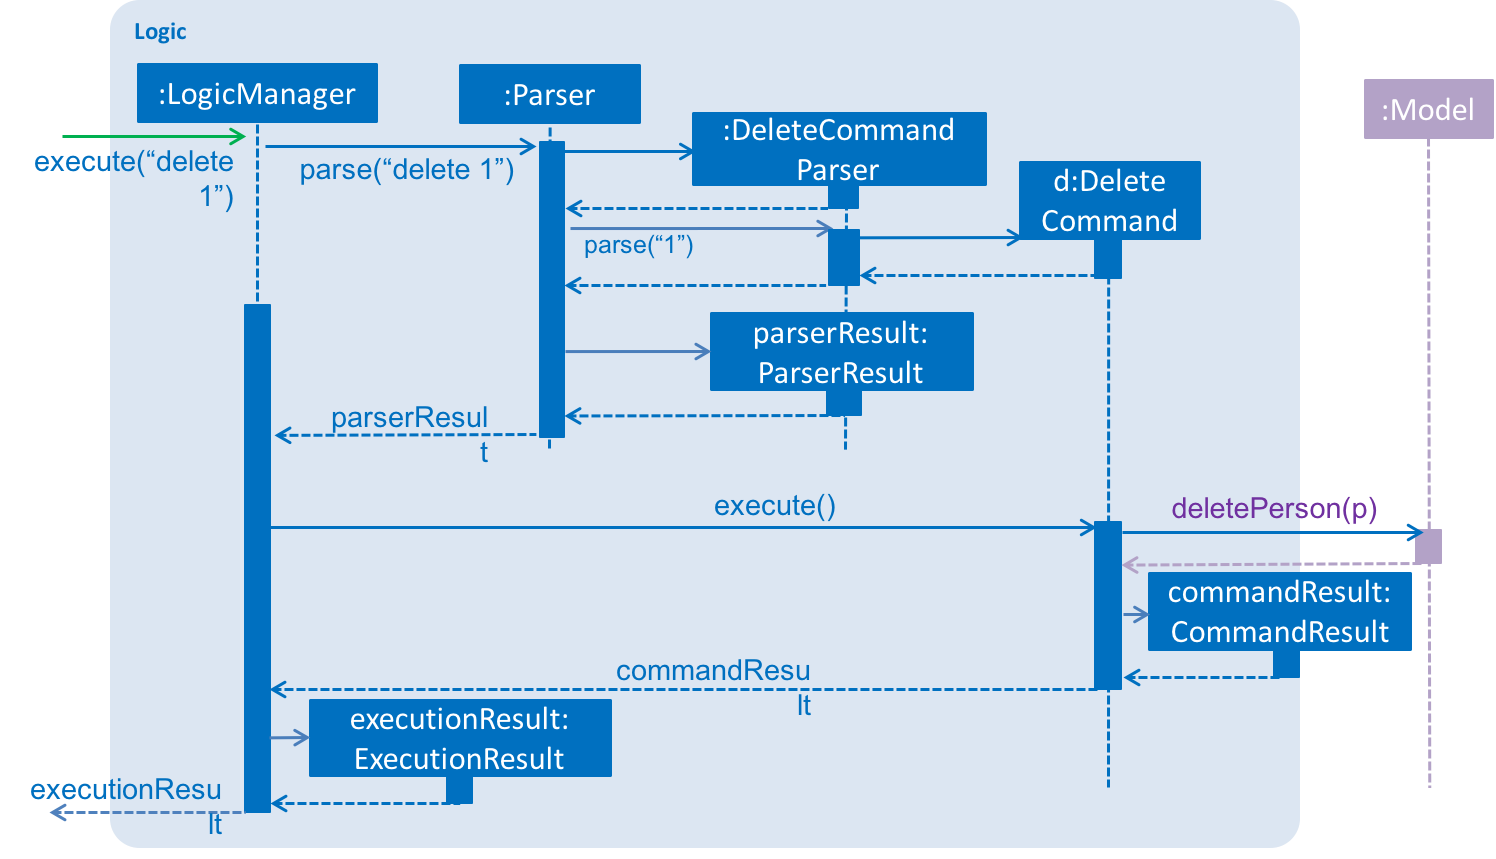 Logic
:LogicManager
:Parser
:DeleteCommand
Parser
:Model
execute(“delete
1”)
parse(“delete 1”)
d:Delete
Command
parse(“1”)
parserResult:
ParserResult
parserResul
t
execute()
deletePerson(p)
commandResult:
CommandResult
commandResu
lt
executionResult:
ExecutionResult
executionResu
lt